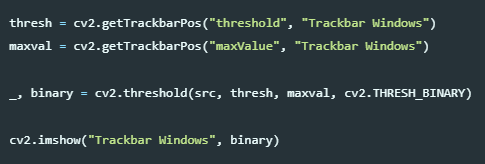 thresh = cv2.getTrackbarPos("threshold", "Trackbar Windows")
maxval = cv2.getTrackbarPos("maxValue", "Trackbar Windows")
_, binary = cv2.threshold(src, thresh, maxval, cv2.THRESH_BINARY)
cv2.imshow("Trackbar Windows", binary)